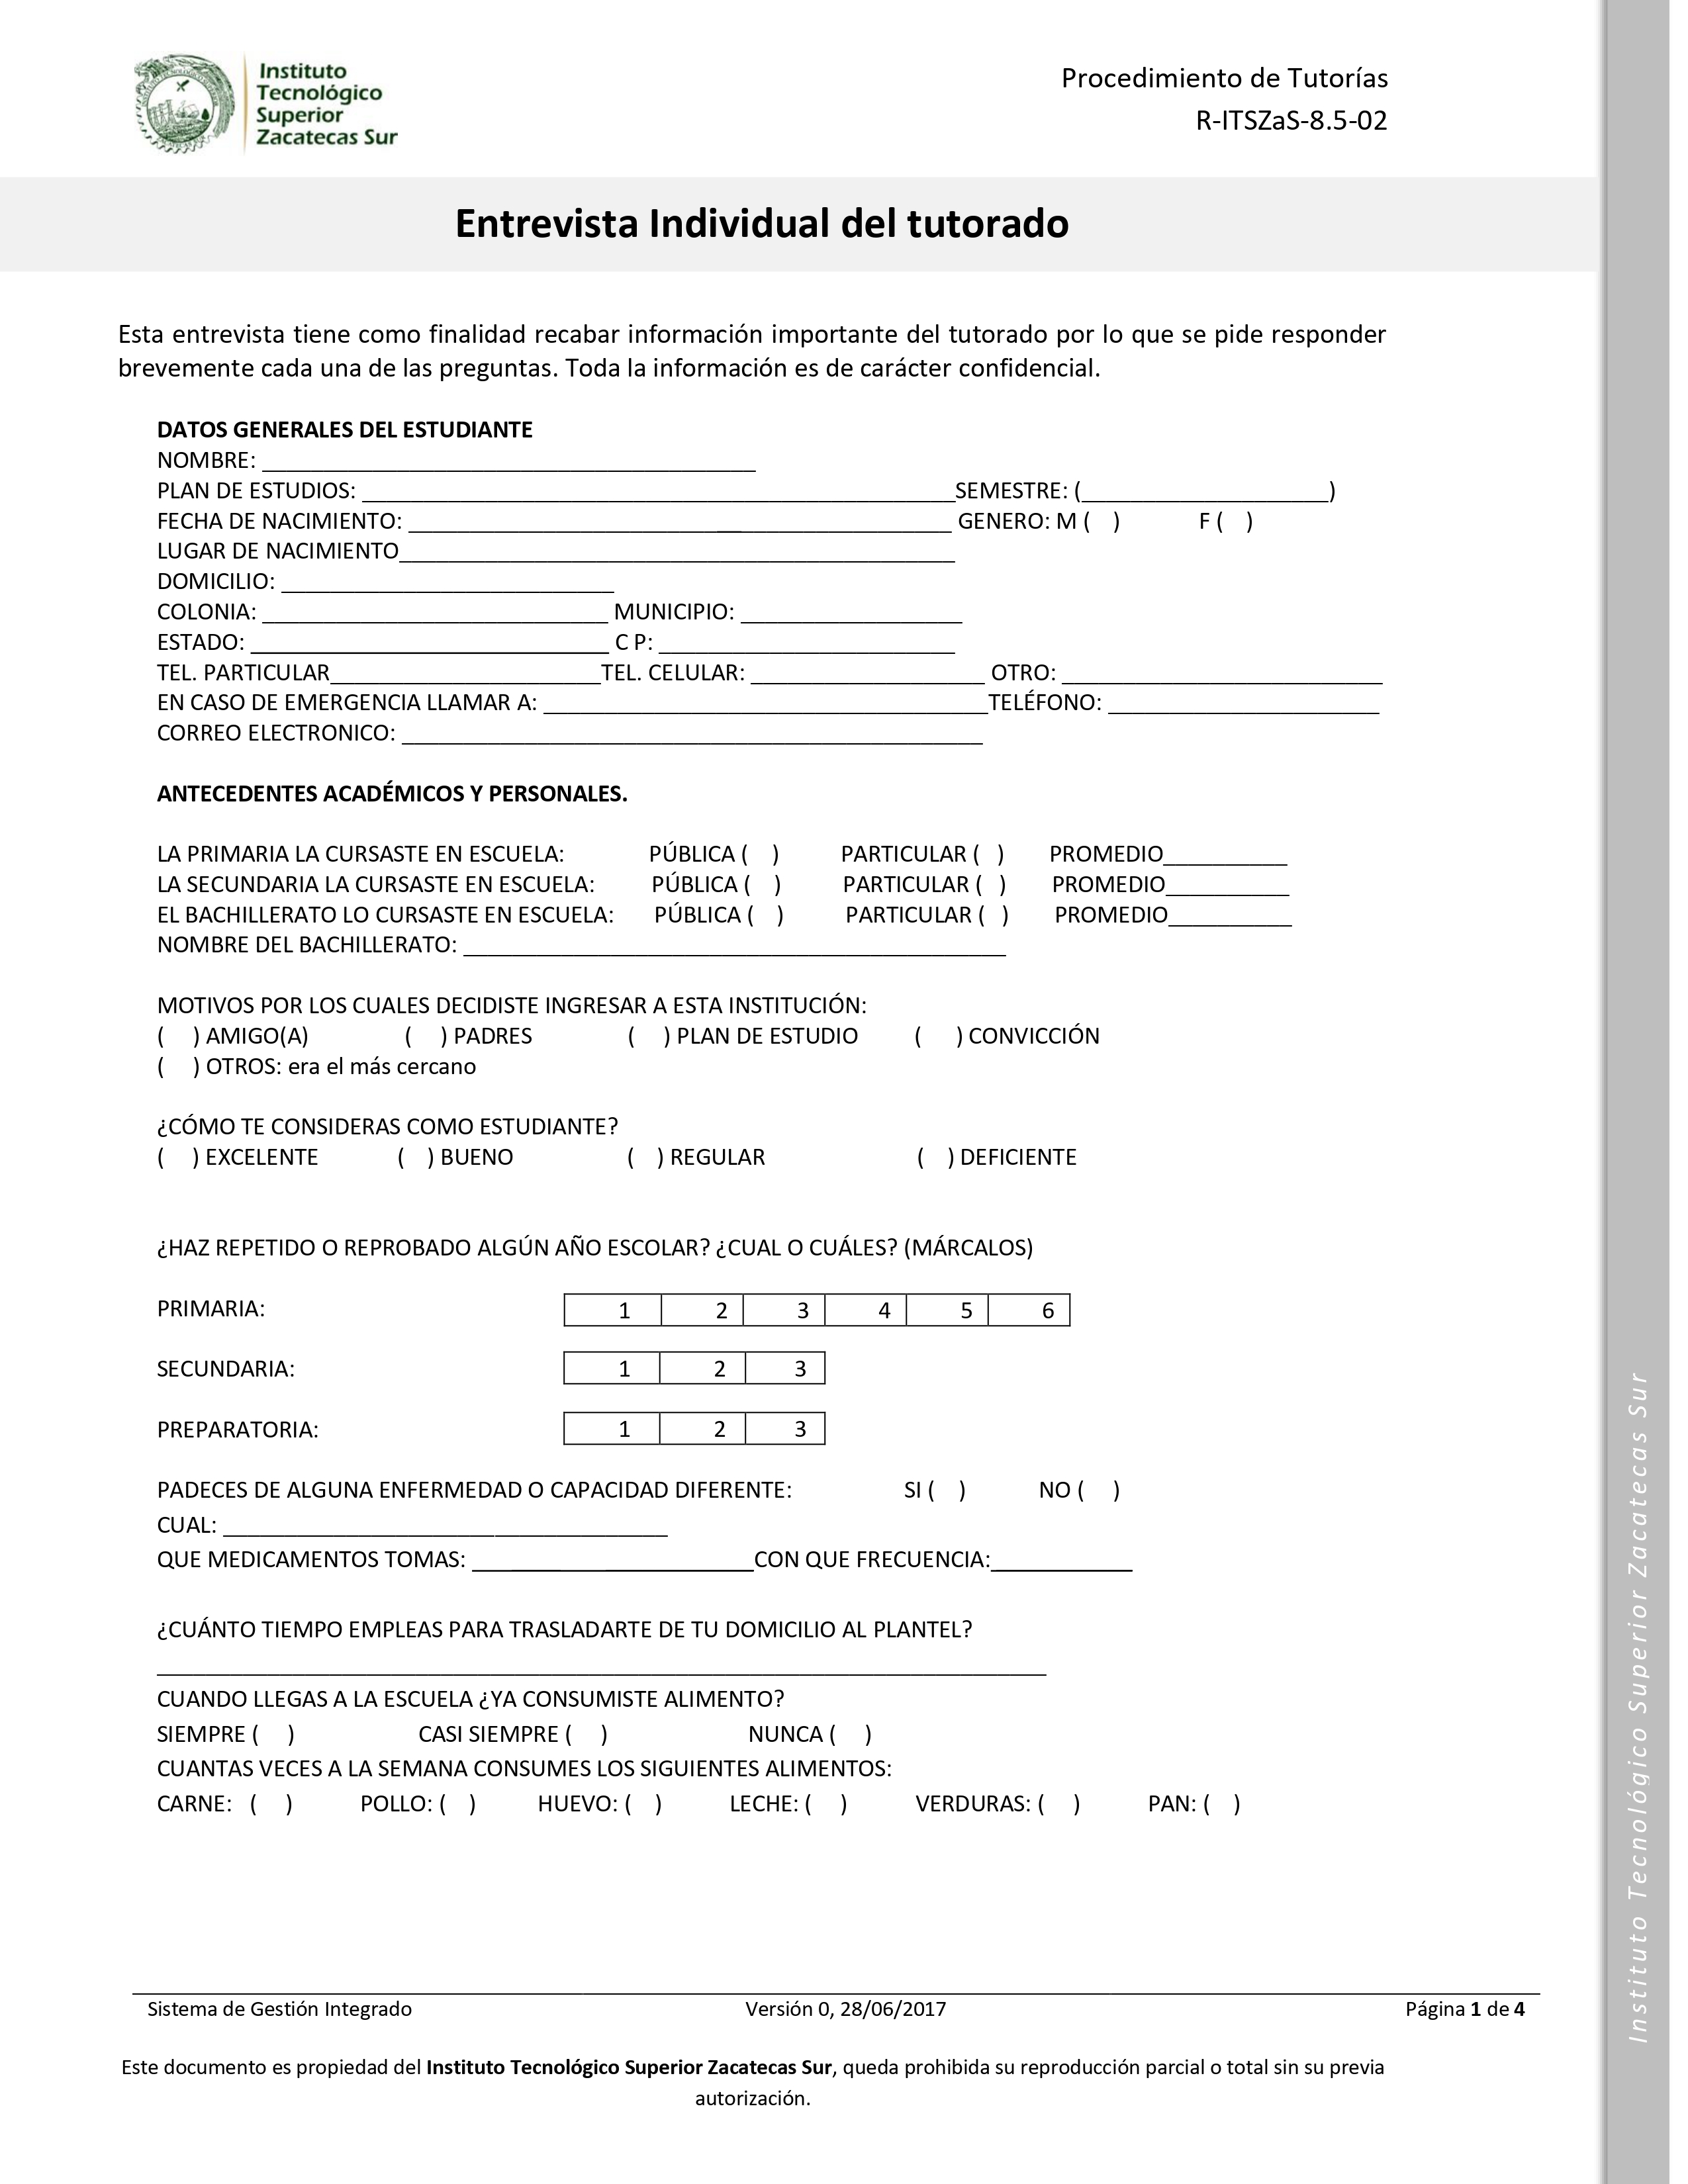 Instituto
Tecnológico
Superior
Zacatecas Sur
Procedimiento de Tutorías
R-ITSZaS-8.5-02
Entrevista Individual del tutorado
Esta entrevista tiene como finalidad recabar información importante del tutorado por lo que se pide responder
brevemente cada una de las preguntas. Toda la información es de carácter confidencial.
DATOS GENERALES DEL ESTUDIANTE
NOMBRE: ________________________________________
PLAN DE ESTUDIOS: ________________________________________________SEMESTRE: (____________________)
FECHA DE NACIMIENTO: ____________________________________________ GENERO: M ( ) F ( )
LUGAR DE NACIMIENTO_____________________________________________
DOMICILIO: ___________________________
COLONIA: ____________________________ MUNICIPIO: __________________
ESTADO: _____________________________ C P: ________________________
TEL. PARTICULAR______________________TEL. CELULAR: ___________________ OTRO: __________________________
EN CASO DE EMERGENCIA LLAMAR A: ____________________________________TELÉFONO: ______________________
CORREO ELECTRONICO: _______________________________________________
ANTECEDENTES ACADÉMICOS Y PERSONALES.
LA PRIMARIA LA CURSASTE EN ESCUELA: PÚBLICA ( ) PARTICULAR ( ) PROMEDIO__________
LA SECUNDARIA LA CURSASTE EN ESCUELA: PÚBLICA ( ) PARTICULAR ( ) PROMEDIO__________
EL BACHILLERATO LO CURSASTE EN ESCUELA: PÚBLICA ( ) PARTICULAR ( ) PROMEDIO__________
NOMBRE DEL BACHILLERATO: ____________________________________________
MOTIVOS POR LOS CUALES DECIDISTE INGRESAR A ESTA INSTITUCIÓN:
( ) AMIGO(A) ( ) PADRES ( ) PLAN DE ESTUDIO ( ) CONVICCIÓN
( ) OTROS: era el más cercano
¿CÓMO TE CONSIDERAS COMO ESTUDIANTE?
( ) EXCELENTE ( ) BUENO ( ) REGULAR ( ) DEFICIENTE
¿HAZ REPETIDO O REPROBADO ALGÚN AÑO ESCOLAR? ¿CUAL O CUÁLES? (MÁRCALOS)
PRIMARIA: 1 2 3 4 5 6
SECUNDARIA: 1 2 3
PREPARATORIA: 1 2 3
PADECES DE ALGUNA ENFERMEDAD O CAPACIDAD DIFERENTE: SI ( ) NO ( )
CUAL: ____________________________________
QUE MEDICAMENTOS TOMAS: _______________________CON QUE FRECUENCIA:___________
¿CUÁNTO TIEMPO EMPLEAS PARA TRASLADARTE DE TU DOMICILIO AL PLANTEL?
________________________________________________________________________
CUANDO LLEGAS A LA ESCUELA ¿YA CONSUMISTE ALIMENTO?
SIEMPRE ( ) CASI SIEMPRE ( ) NUNCA ( )
CUANTAS VECES A LA SEMANA CONSUMES LOS SIGUIENTES ALIMENTOS:
CARNE: ( ) POLLO: ( ) HUEVO: ( ) LECHE: ( ) VERDURAS: ( ) PAN: ( )
Sistema de Gestión Integrado Versión 0, 28/06/2017 Página 1 de 4
Este documento es propiedad del Instituto Tecnológico Superior Zacatecas Sur, queda prohibida su reproducción parcial o total sin su previa
autorización.
Instituto Tecnológico Superior Zacatecas Sur